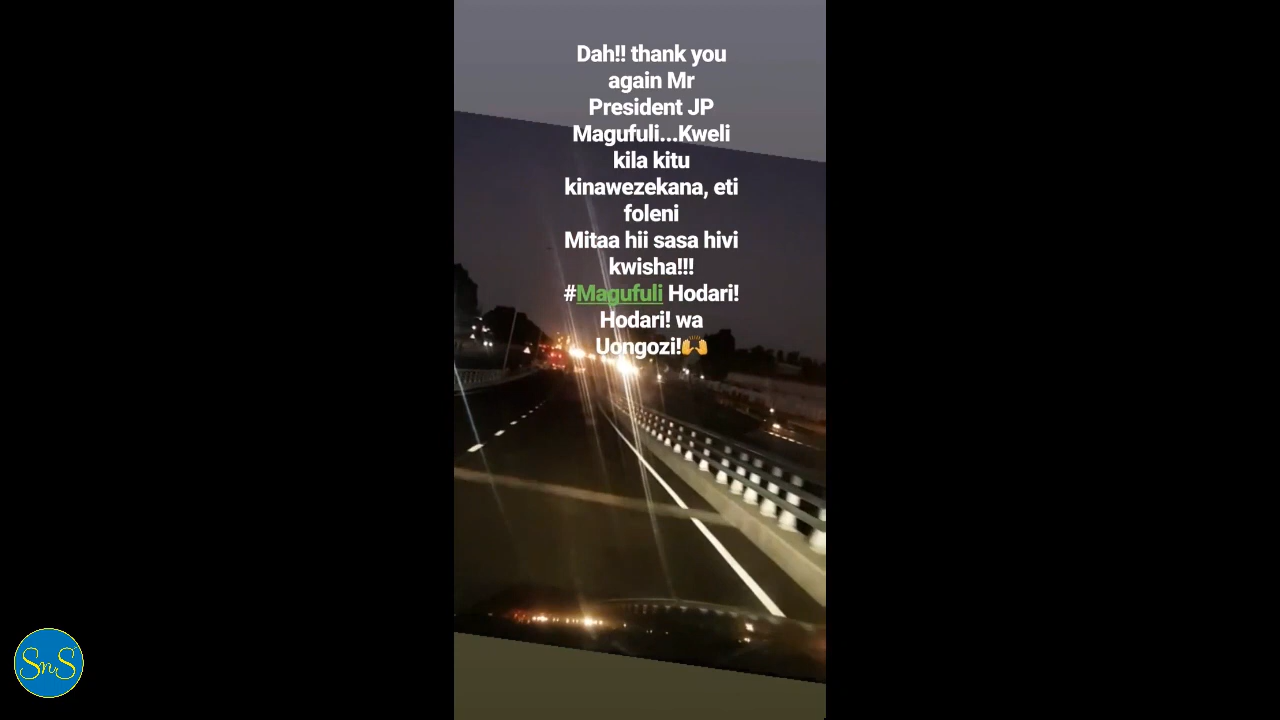 Dah!! thank you
again Mr
President JP
Magufuli...Kweli
kila kitu
kinawezekana, eti
foleni
Mitaa hii sasa hivi
kwisha!!!
#Magufuli Hodari!
Hodari! wa
Uongozi!🙌
SnS